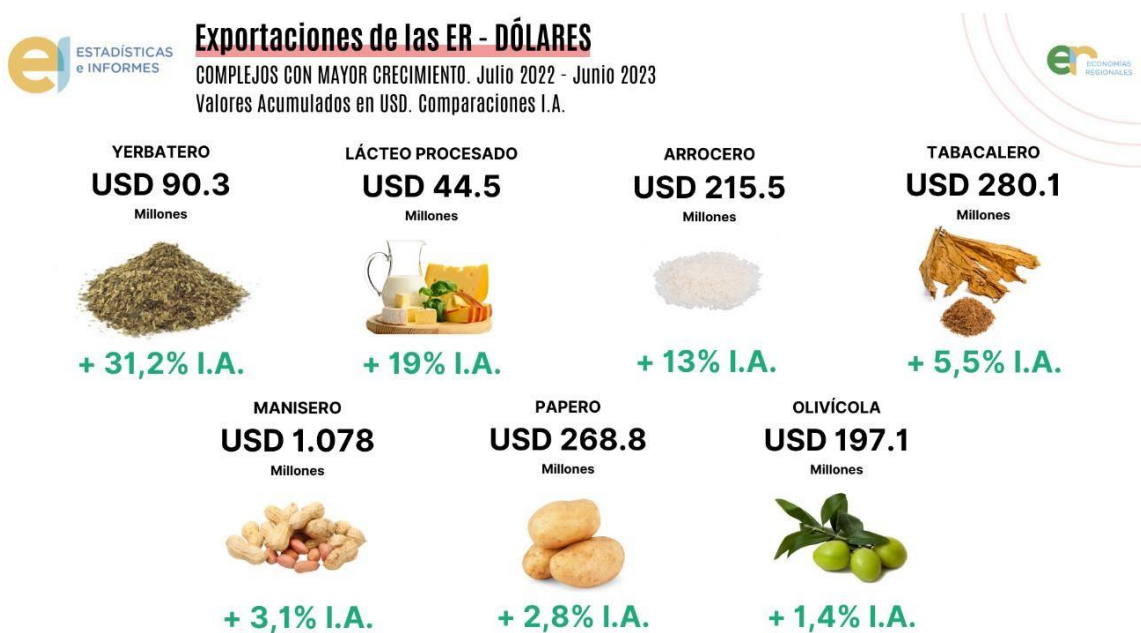 ESTADÍSTICAS
e INFORMES
Exportaciones de las ER - DÓLARES
COMPLEJOS CON MAYOR CRECIMIENTO. Julio 2022 - Junio 2023
Valores Acumulados en USD. Comparaciones I.A.
er
ECONOMÍAS
REGIONALES
YERBATERO
USD 90.3
Millones
+ 31,2% I.A.
LÁCTEO PROCESADO
USD 44.5
Millones
+ 19% I.A.
ARROCERO
USD 215.5
Millones
+ 13% I.A.
TABACALERO
USD 280.1
Millones
+ 5,5% I.A.
MANISERO
USD 1.078
Millones
+ 3,1% I.A.
PAPERO
USD 268.8
Millones
+ 2,8% I.A.
OLIVÍCOLA
USD 197.1
Millones
+ 1,4% I.A.